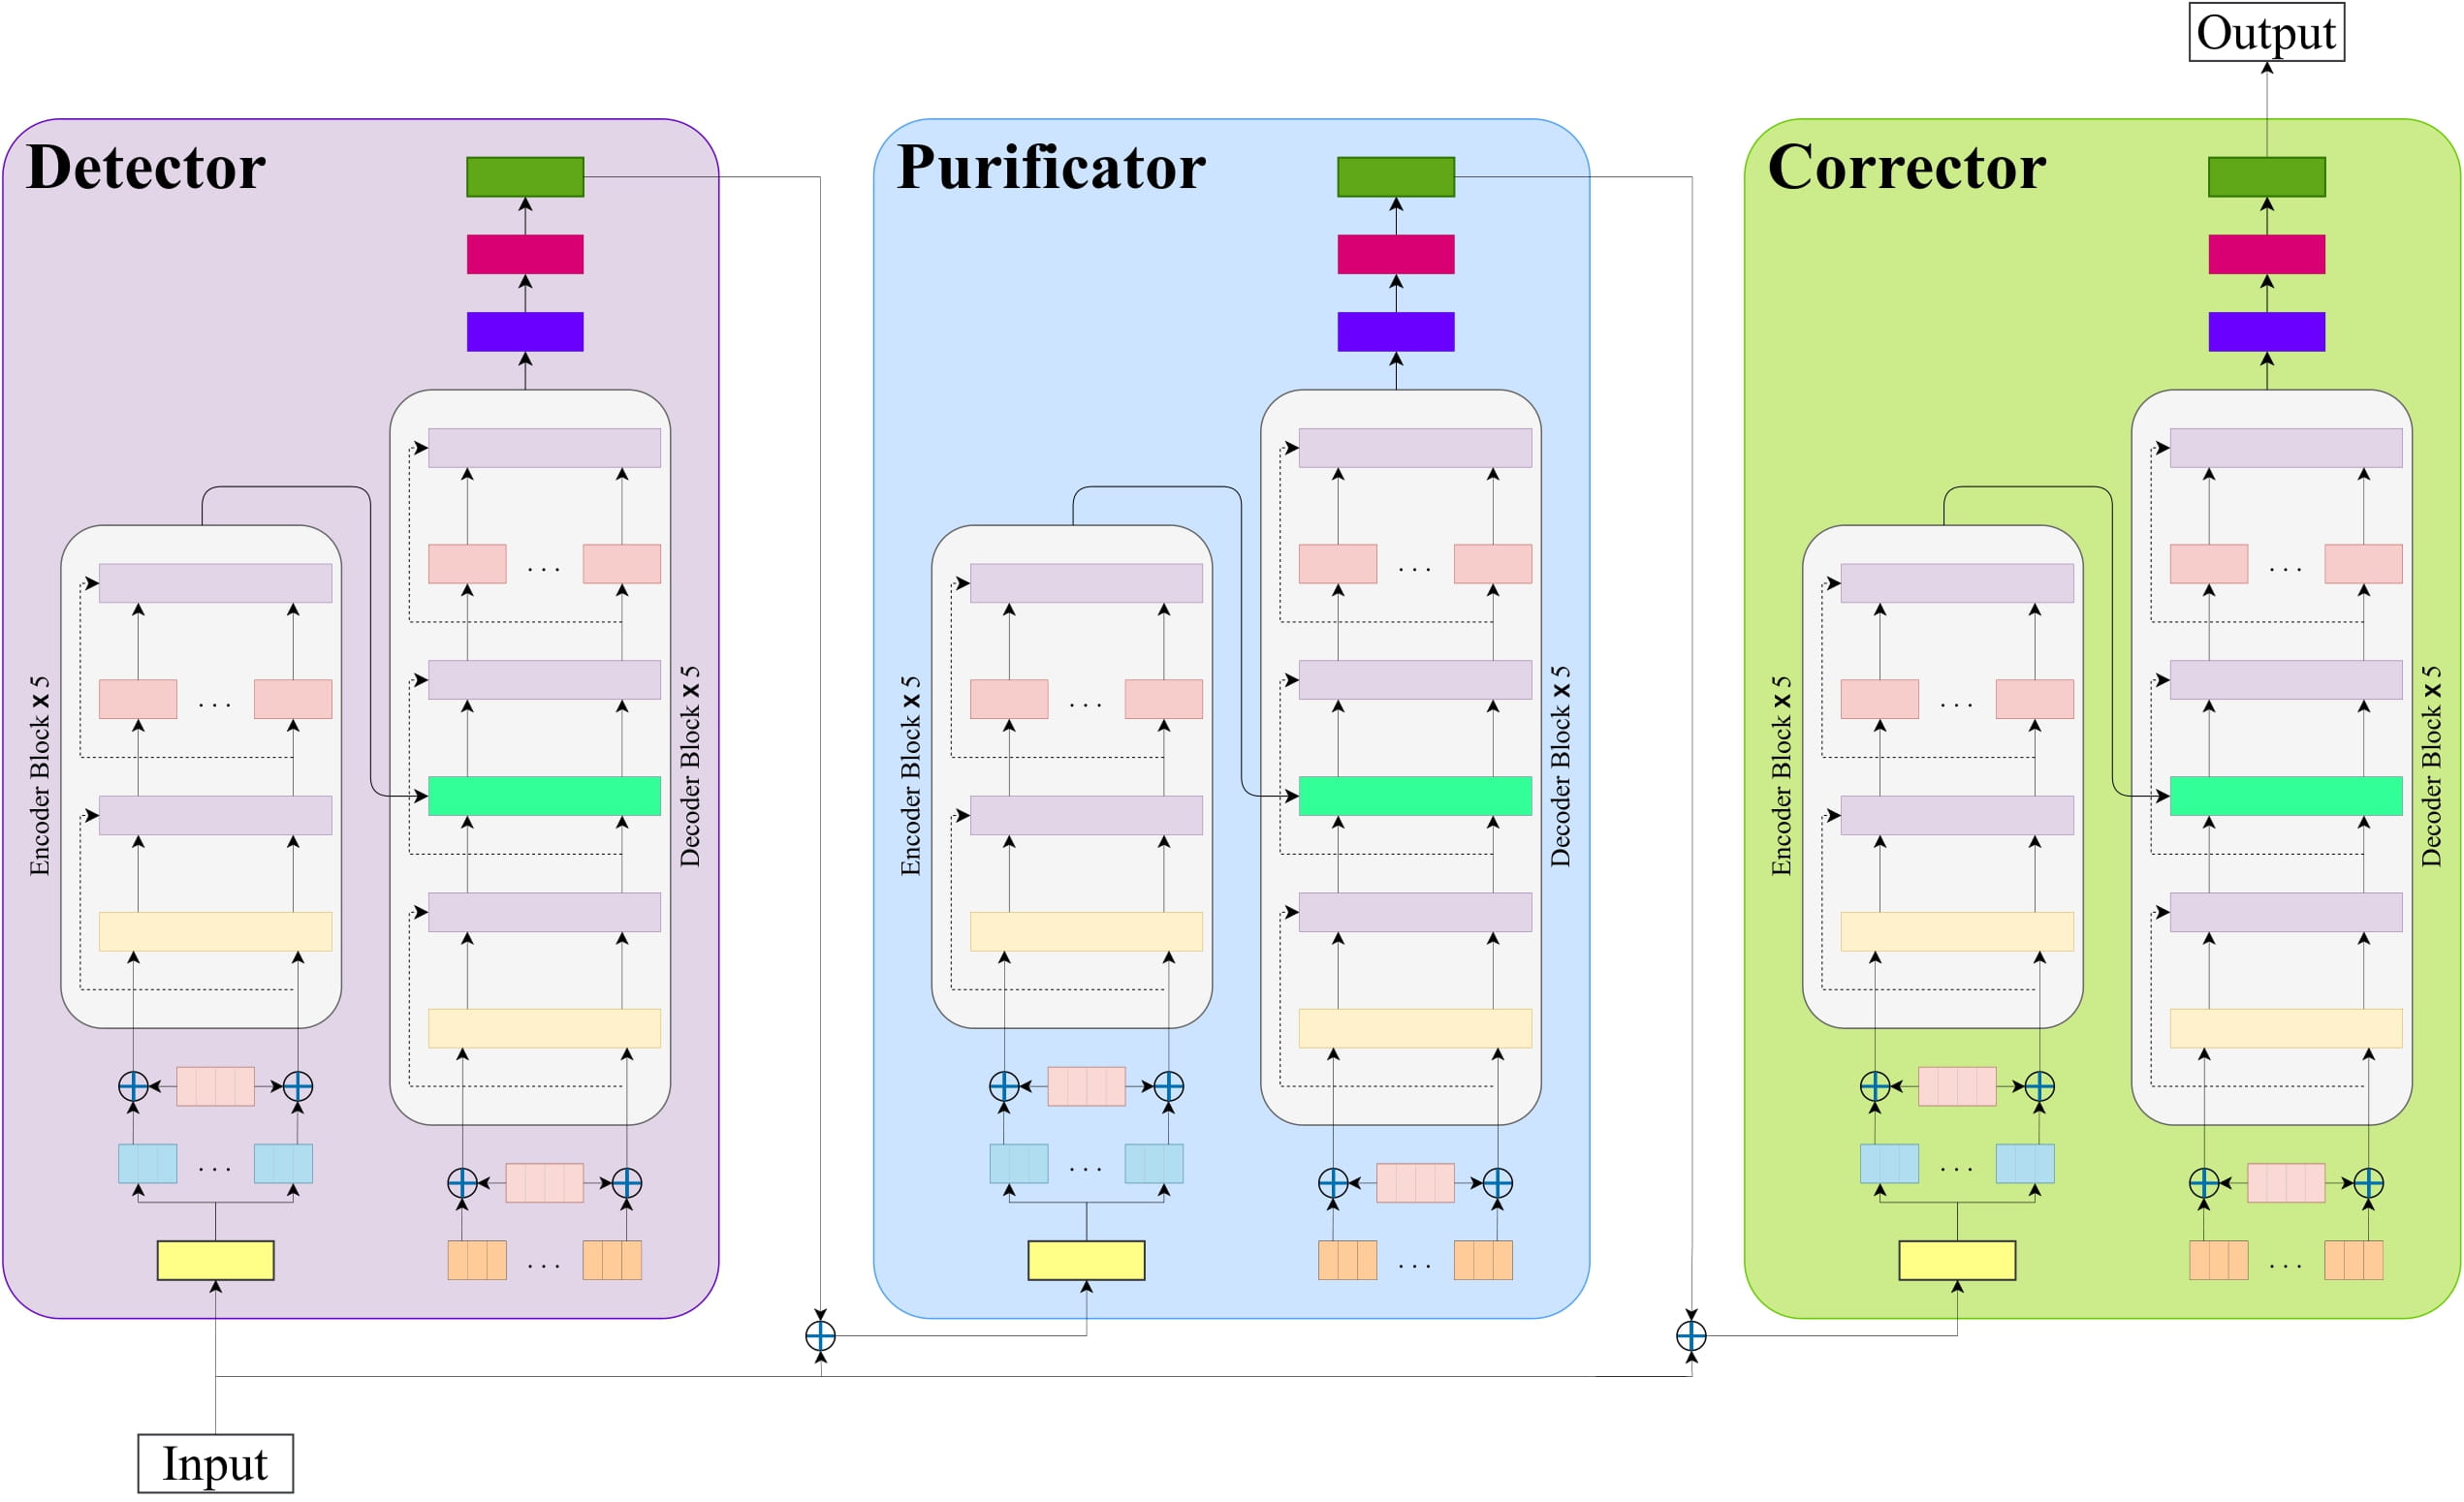 Output
Detector
Purificator
Corrector
Encoder Block x 5
Decoder Block x 5
Encoder Block x 5
Decoder Block x 5
Encoder Block x 5
Decoder Block x 5
. . .
. . .
. . .
. . .
. . .
. . .
. . .
. . .
. . .
. . .
. . .
. . .
Input